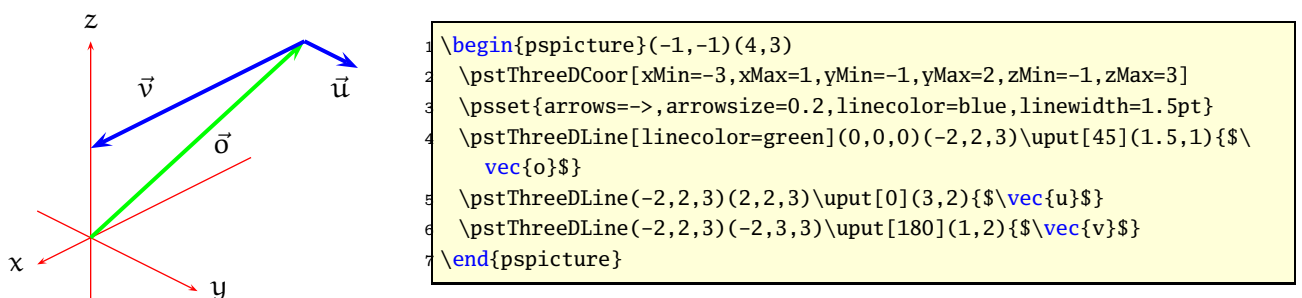 z
v⃗
u⃗
o⃗
x
y
1 \begin{pspicture}(-1,-1)(4,3)
2 \pstThreeDCoor[xMin=-3,xMax=1,yMin=-1,yMax=2,zMin=-1,zMax=3]
3 \psset{arrows=->,arrowsize=0.2,linecolor=blue,linewidth=1.5pt}
4 \pstThreeDLine[linecolor=green](0,0,0)(-2,2,3)\uput[45](1.5,1){$\
vec{o}$}
5 \pstThreeDLine(-2,2,3)(2,2,3)\uput[0](3,2){$\vec{u}$}
6 \pstThreeDLine(-2,2,3)(-2,3,3)\uput[180](1,2){$\vec{v}$}
7 \end{pspicture}